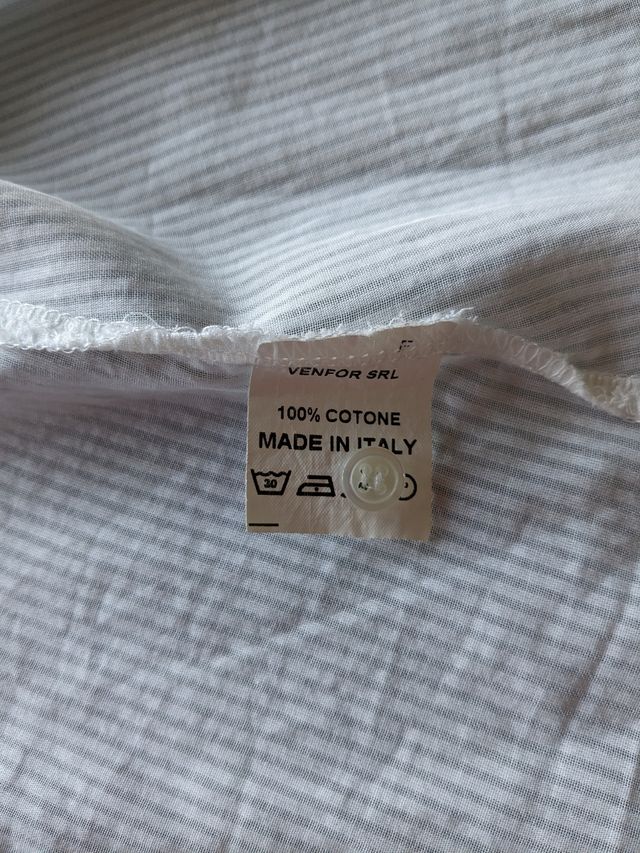 VENFOR SRL
100% COTONE
MADE IN ITALY
30